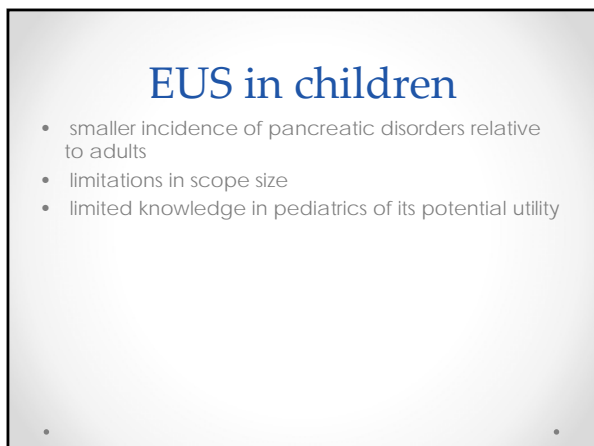 EUS in children
• smaller incidence of pancreatic disorders relative
to adults
• limitations in scope size
• limited knowledge in pediatrics of its potential utility